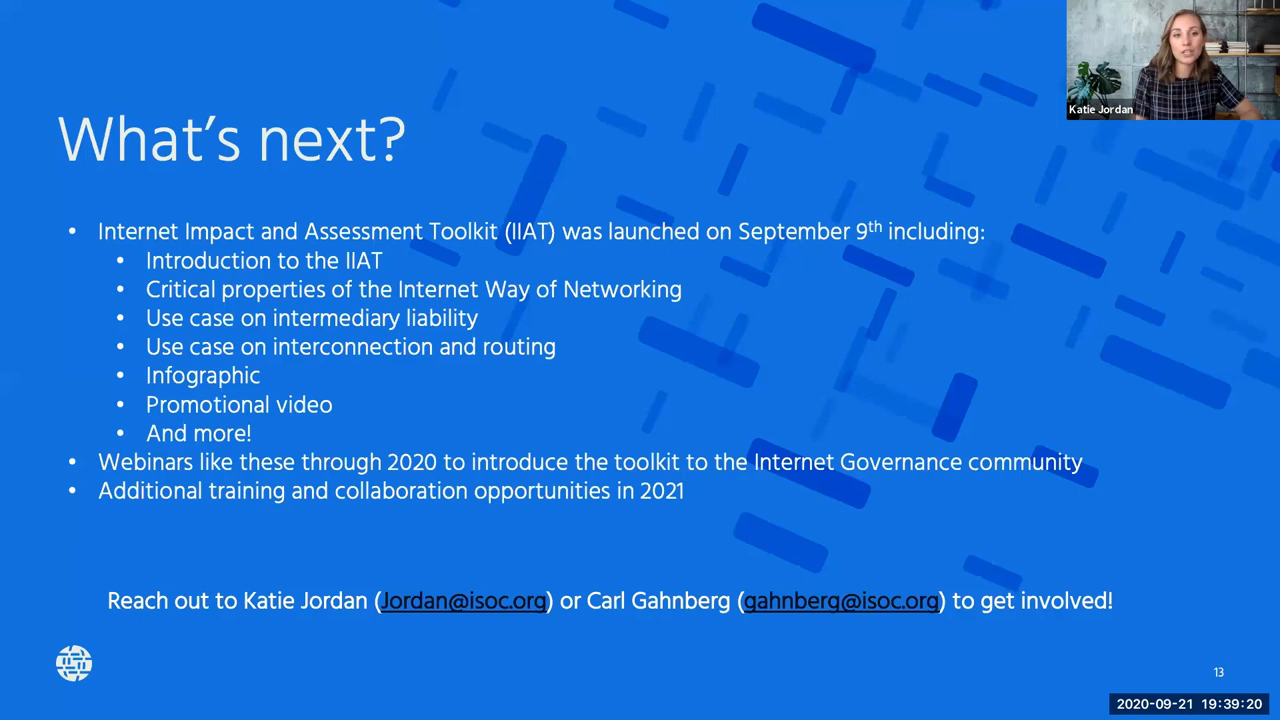 Katie Jordan
What's next?
• Internet Impact and Assessment Toolkit (IIAT) was launched on September 9th including:
• Introduction to the IIAT
• Critical properties of the Internet Way of Networking
• Use case on intermediary liability
• Use case on interconnection and routing
• Infographic
• Promotional video
• And more!
• Webinars like these through 2020 to introduce the toolkit to the Internet Governance community
• Additional training and collaboration opportunities in 2021
Reach out to Katie Jordan (Jordan@isoc.org) or Carl Gahnberg (gahnberg@isoc.org) to get involved!
13
2020-09-21 19:39:20